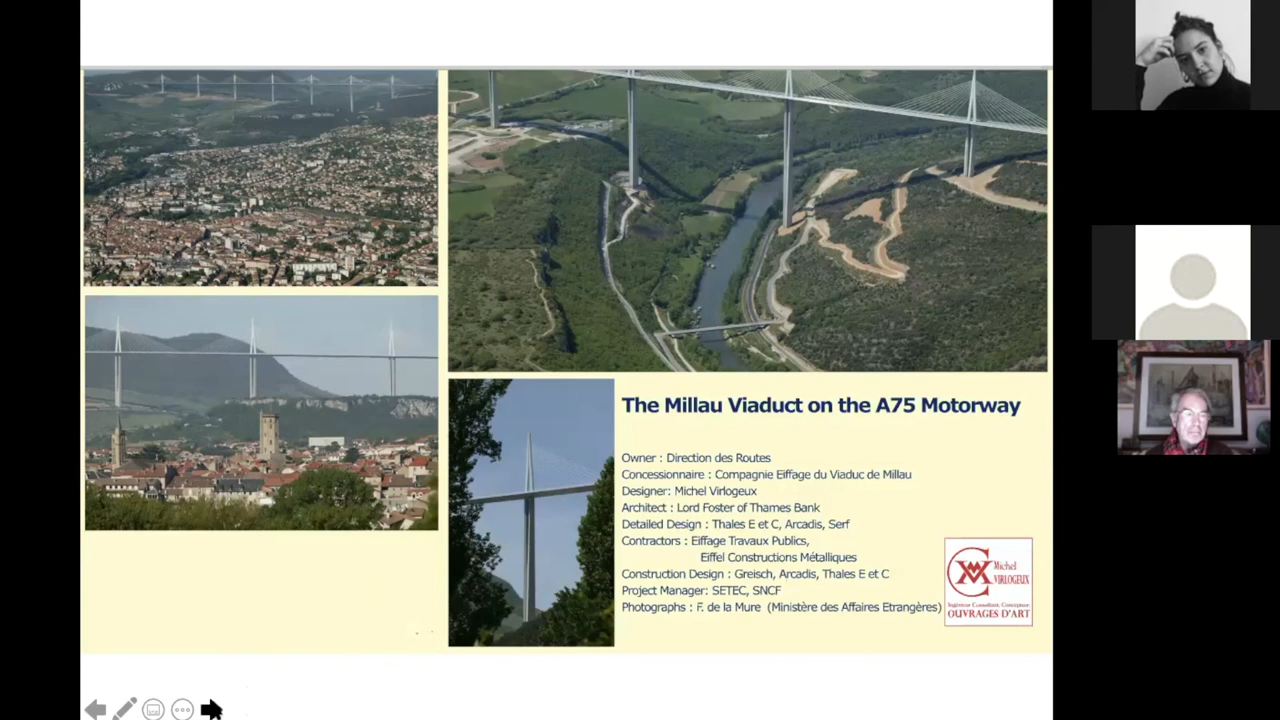 The Millau Viaduct on the A75 Motorway
Owner : Direction des Routes
Concessionnaire : Compagnie Eiffage du Viaduc de Millau
Designer: Michel Virlogeux
Architect : Lord Foster of Thames Bank
Detailed Design : Thales E et C, Arcadis, Serf
Contractors : Eiffage Travaux Publics,
Eiffel Constructions Métalliques
Construction Design : Greisch, Arcadis, Thales E et C
Project Manager: SETEC, SNCF
Photographs : F. de la Mure (Ministère des Affaires Etrangères)
Michel
VIRLOGEUX
Ingénieur Consultant, Concepteur
OUVRAGES D'ART